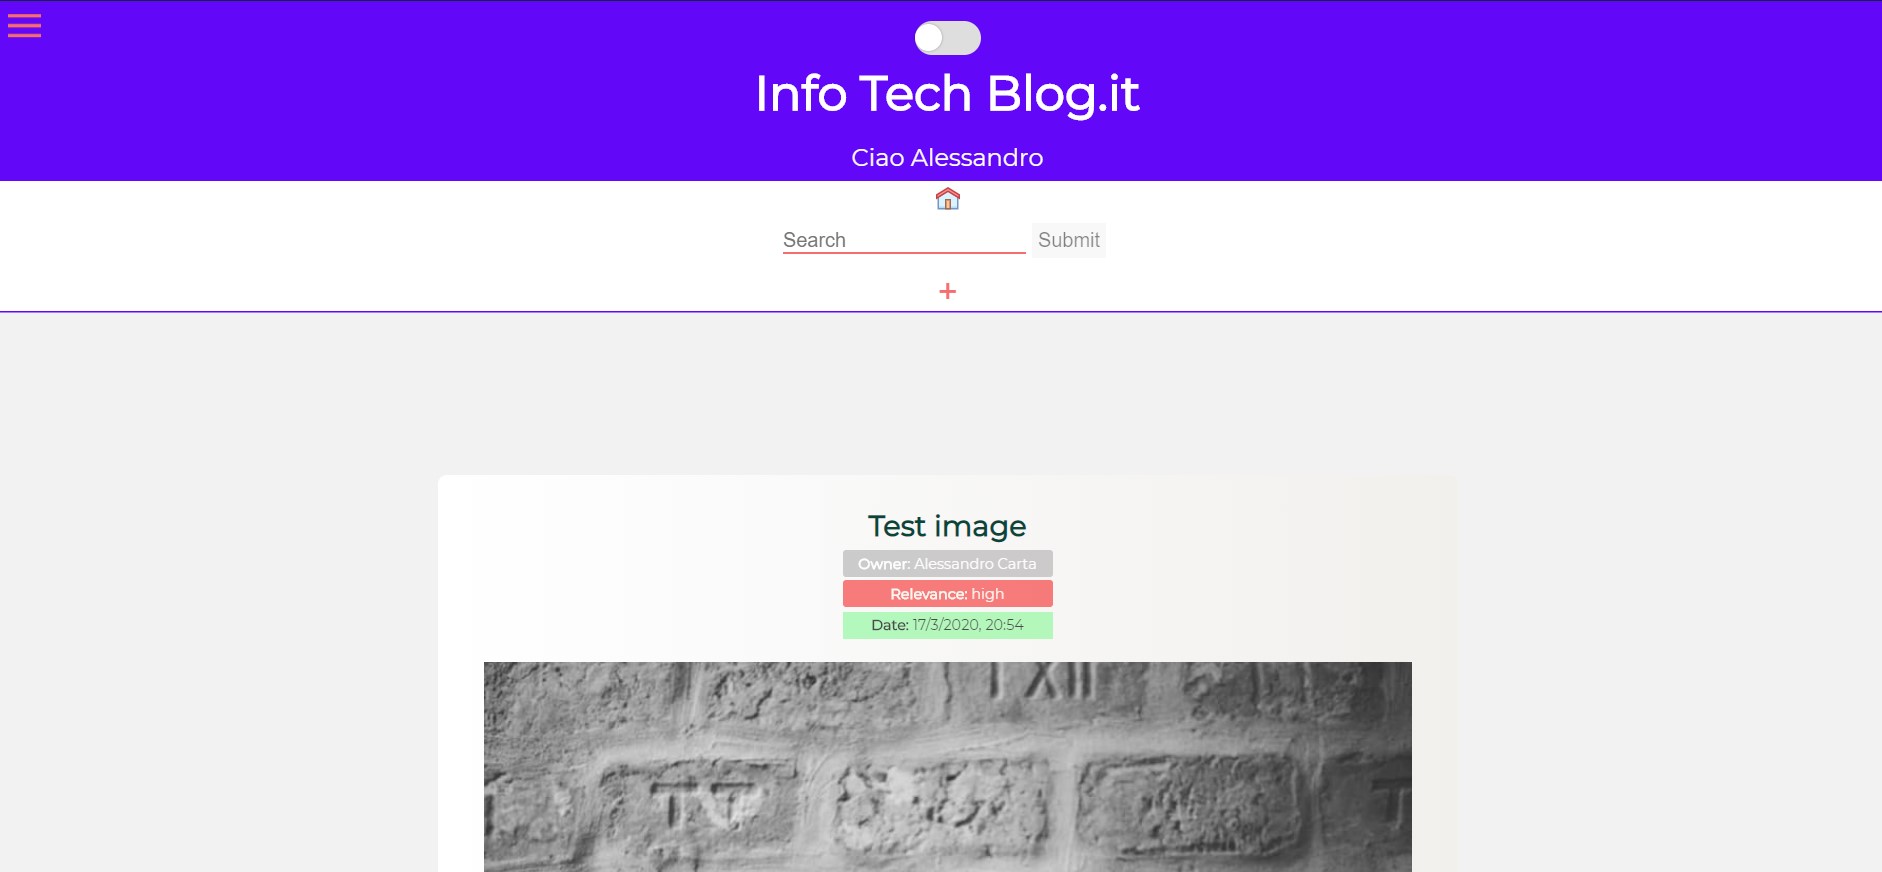 Info Tech Blog.it
Ciao Alessandro
Search Submit
+
Test image
Owner: Alessandro Carta
Relevance: high
Date: 17/3/2020, 20:54